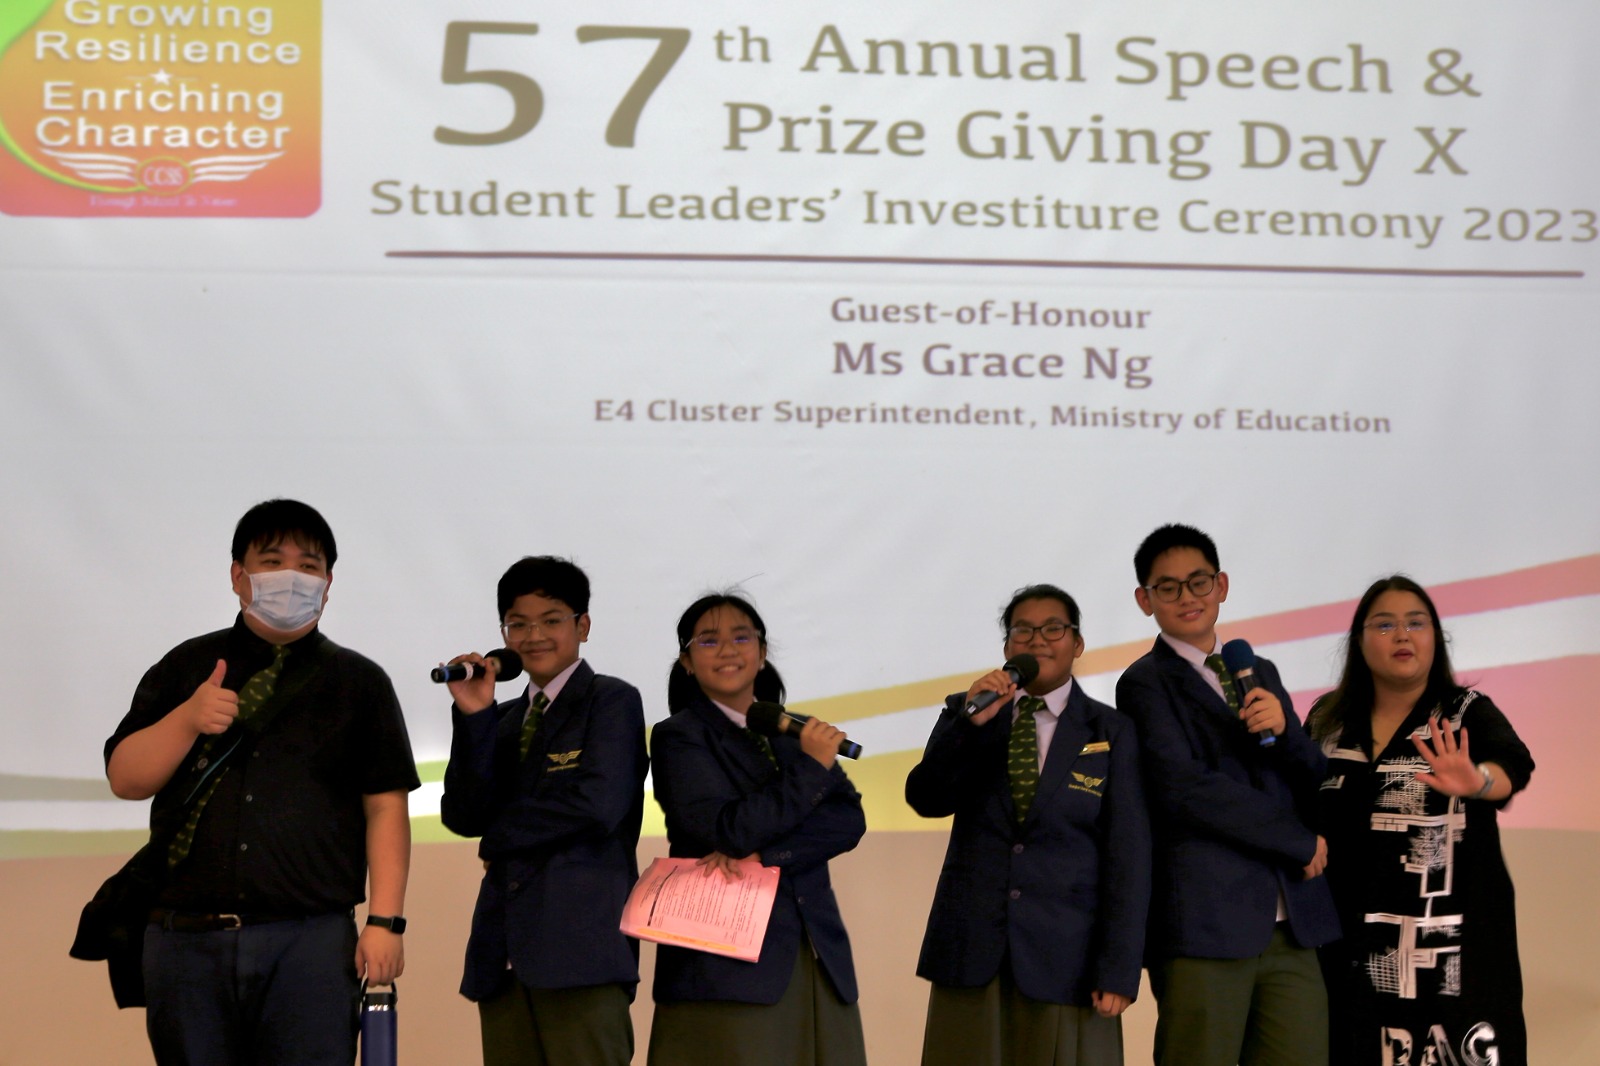 Growing
Resilience
Enriching
Character
CCSS
57th Annual Speech &
Prize Giving Day X
Student Leaders’ Investiture Ceremony 2023
Guest-of-Honour
Ms Grace Ng
E4 Cluster Superintendent, Ministry of Education